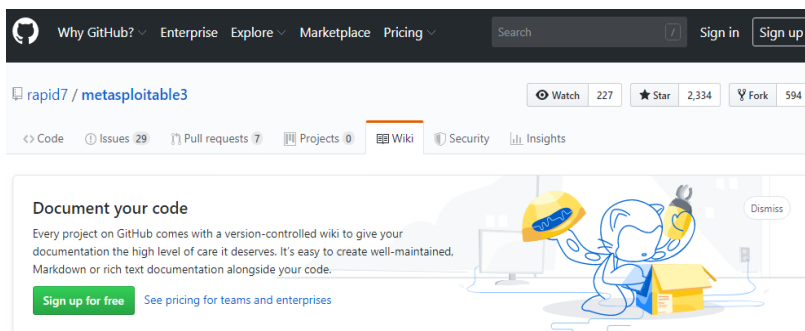 Why GitHub? Enterprise Explore Marketplace Pricing Search / Sign in Sign up
rapid7 / metasploitable3 Watch 227 Star 2,334 Fork 594
Code Issues 29 Pull requests 7 Projects 0 Wiki Security Insights
Document your code
Dismiss
Every project on GitHub comes with a version-controlled wiki to give your
documentation the high level of care it deserves. It's easy to create well-maintained,
Markdown or rich text documentation alongside your code.
Sign up for free See pricing for teams and enterprises